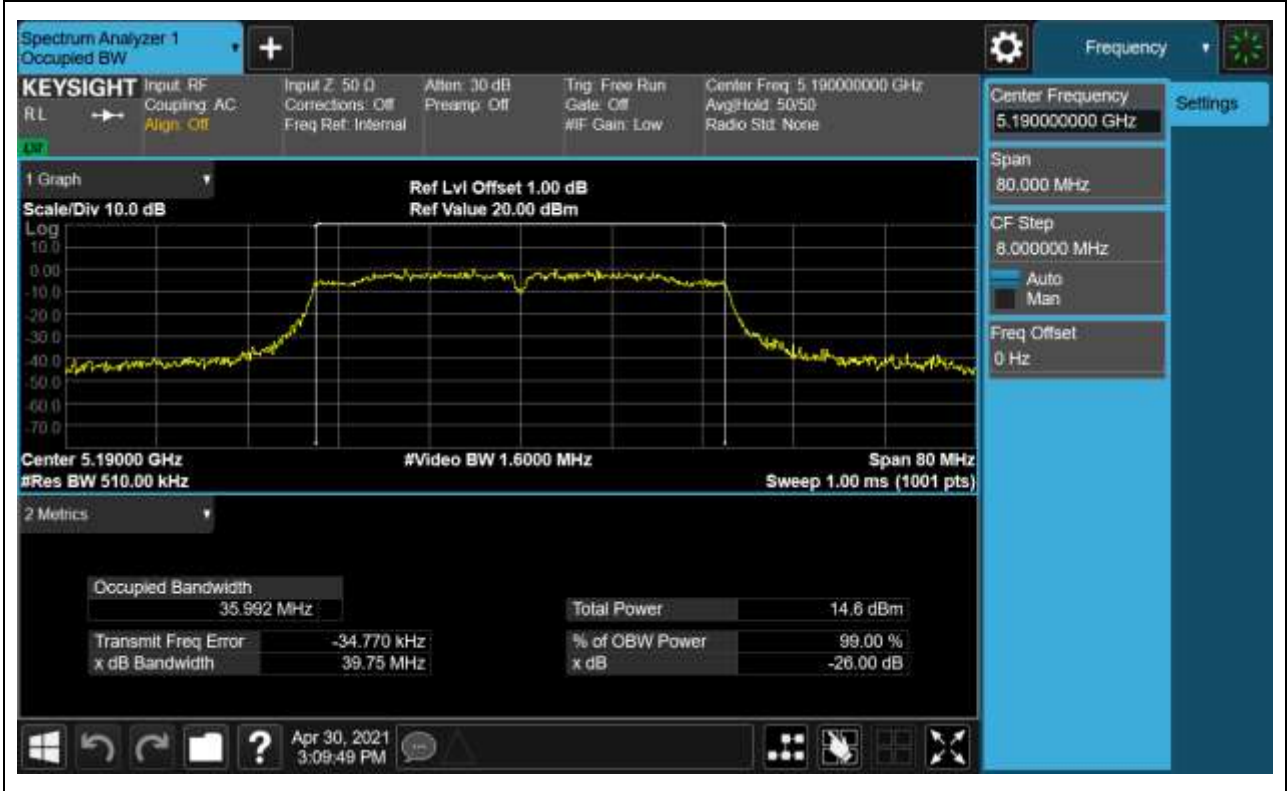 Spectrum Analyzer 1
Occupied BW
Frequency
KEYSIGHT
RL
Input: RF
Coupling: AC
Align: Off
Input Z: 50 Ω
Corrections: Off
Freq Ref: Internal
Atten: 30 dB
Preamp: Off
Trig: Free Run
Gate: Off
#IF Gain: Low
Center Freq: 5.190000000 GHz
Avg|Hold: 50/50
Radio Std: None
Center Frequency
5.190000000 GHz
Settings
Span
80.000 MHz
CF Step
8.000000 MHz
Auto
Man
Freq Offset
0 Hz
1 Graph
Scale/Div 10.0 dB
Ref Lvl Offset 1.00 dB
Ref Value 20.00 dBm
Log
10.0
0.00
-10.0
-20.0
-30.0
-40.0
-50.0
-60.0
-70.0
Center 5.19000 GHz
#Video BW 1.6000 MHz
Span 80 MHz
#Res BW 510.00 kHz
Sweep 1.00 ms (1001 pts)
2 Metrics
Occupied Bandwidth
35.992 MHz
Total Power 14.6 dBm
Transmit Freq Error -34.770 kHz
% of OBW Power 99.00 %
x dB Bandwidth 39.75 MHz
x dB -26.00 dB
?
Apr 30, 2021
3:09:49 PM